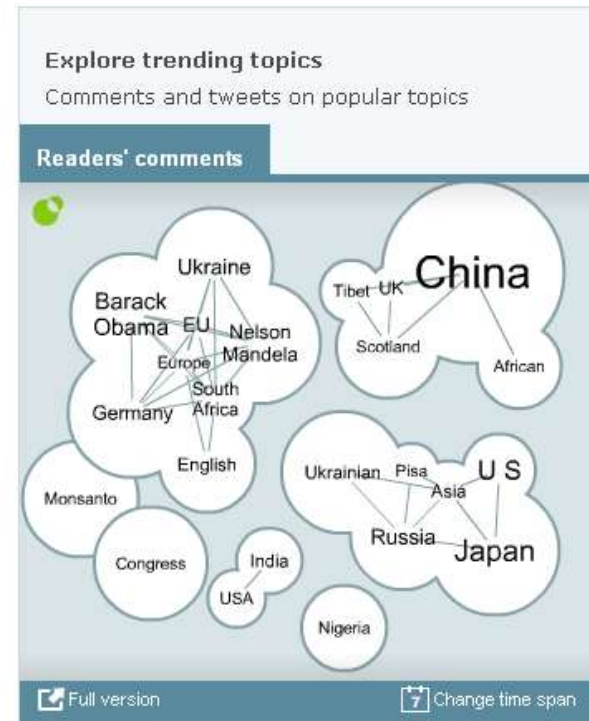 Explore trending topics
Comments and tweets on popular topics
Readers' comments
Ukraine
Barack
Obama
EU
Nelson
Mandela
Europe
South
Africa
Germany
English
China
Tibet
UK
Scotland
African
Monsanto
Congress
India
USA
Nigeria
Ukrainian
Pisa
U S
Asia
Russia
Japan
Full version
7
Change time span